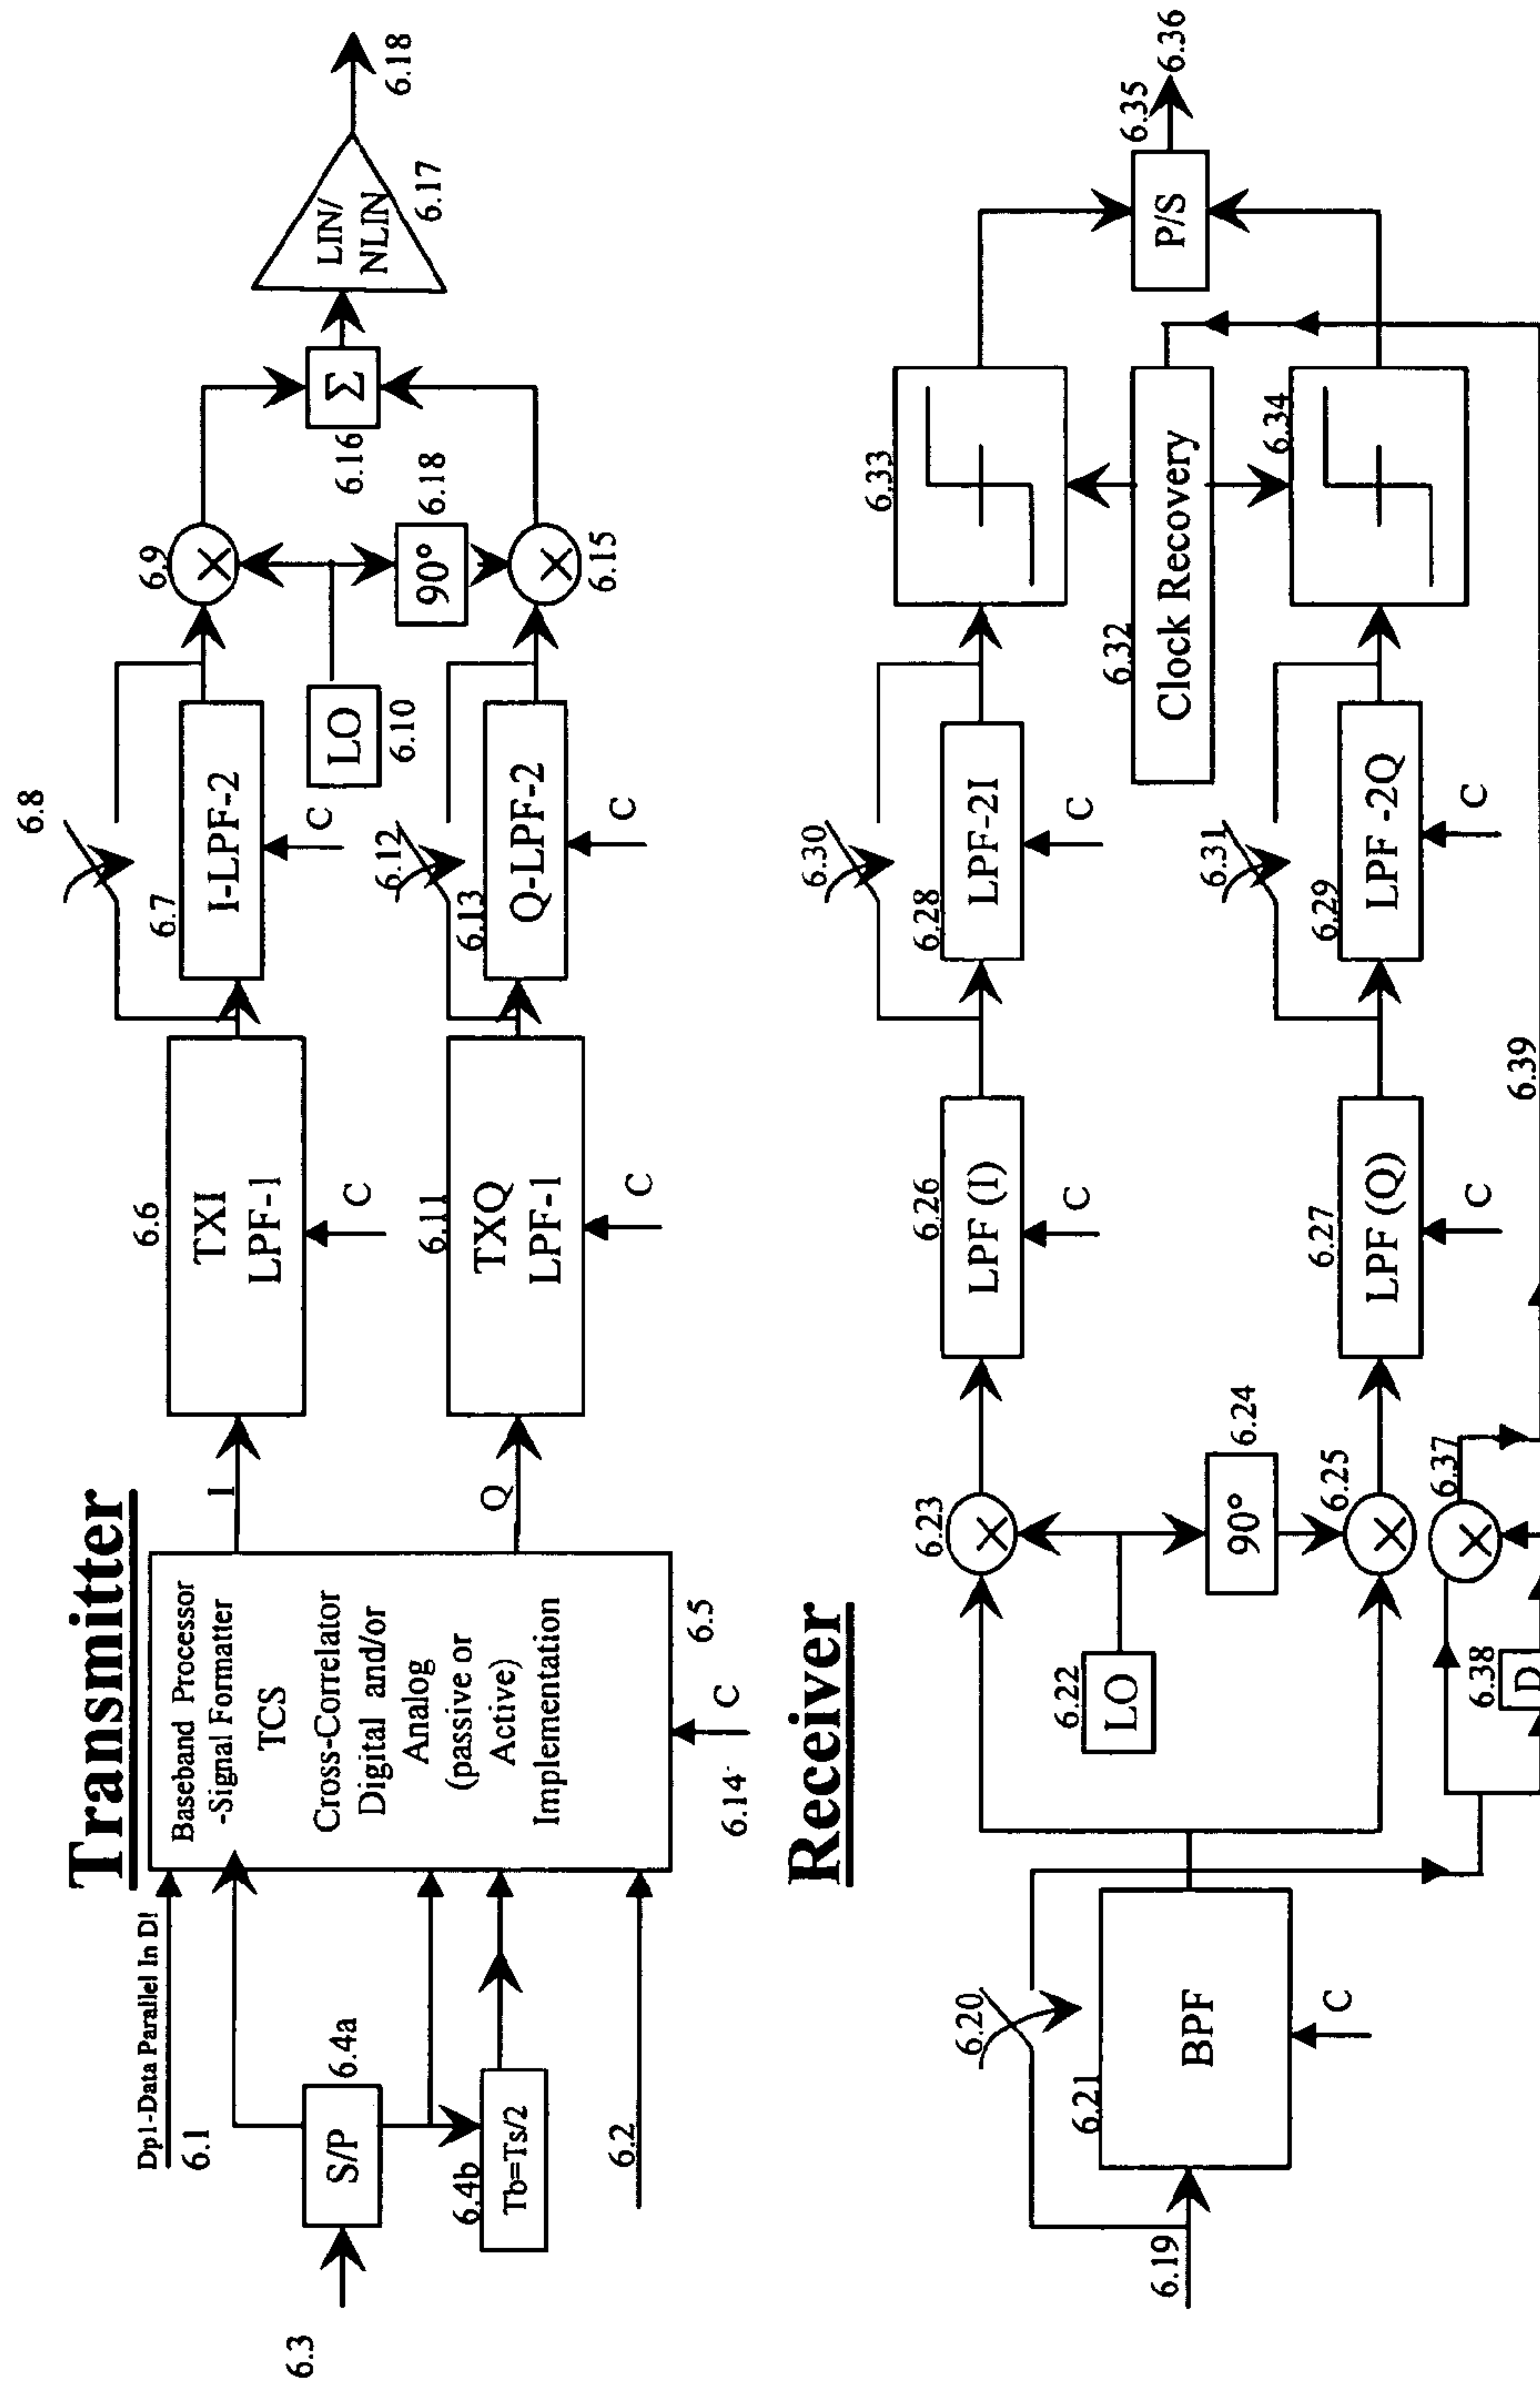 Transmitter
Dp1-Data Parallel In D!
6.1
6.3
S/P
6.4a
6.4b
Tb=Ts/2
6.2
Baseband Processor
-Signal Formatter
TCS
Cross-Correlator
Digital and/or
Analog
(passive or
Active)
Implementation
6.5
6.14
C
I
Q
6.6
TXI
LPF-1
C
6.11
TXQ
LPF-1
C
6.8
6.7
I-LPF-2
C
6.12
6.13
Q-LPF-2
C
LO
6.10
6.9
90°
6.18
6.15
Σ
6.16
LIN/
NLIN
6.17
6.18
Receiver
6.19
6.20
6.21
BPF
C
6.22
LO
6.23
90°
6.24
6.25
6.37
6.38
D
6.39
6.26
LPF (I)
C
6.27
LPF (Q)
C
6.30
6.28
LPF-2I
C
6.31
6.29
LPF -2Q
C
6.32
Clock Recovery
6.33
6.34
P/S
6.35
6.36